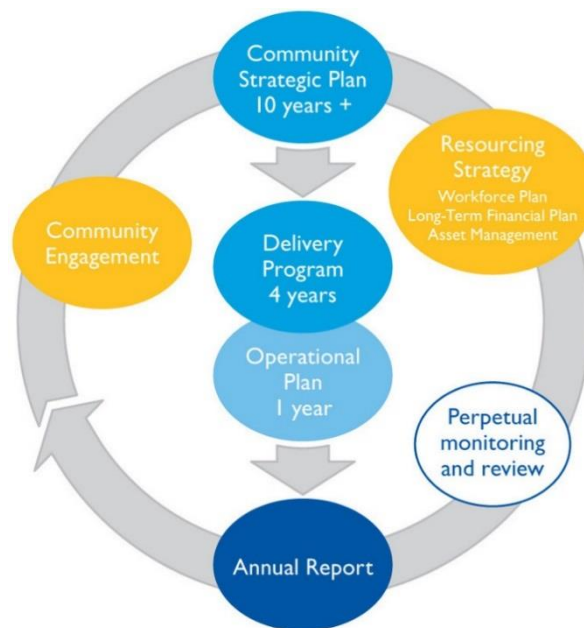 Community
Strategic Plan
10 years +
Resourcing
Strategy
Workforce Plan
Long-Term Financial Plan
Asset Management
Community
Engagement
Delivery
Program
4 years
Operational
Plan
1 year
Perpetual
monitoring
and review
Annual Report